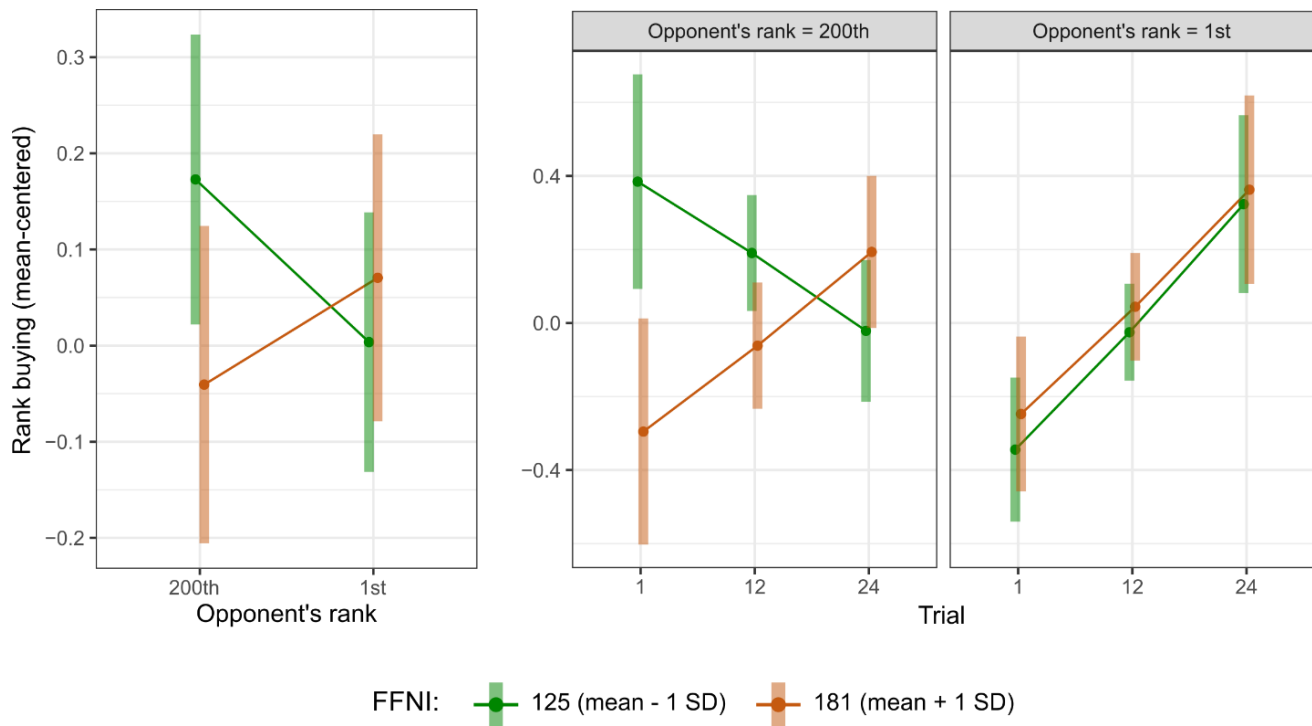 Rank buying (mean-centered)
0.3
0.2
0.1
0.0
−0.1
−0.2
200th
1st
Opponent's rank
Opponent's rank = 200th
Opponent's rank = 1st
0.4
0.0
−0.4
1
12
24
1
12
24
Trial
FFNI:
125 (mean - 1 SD)
181 (mean + 1 SD)